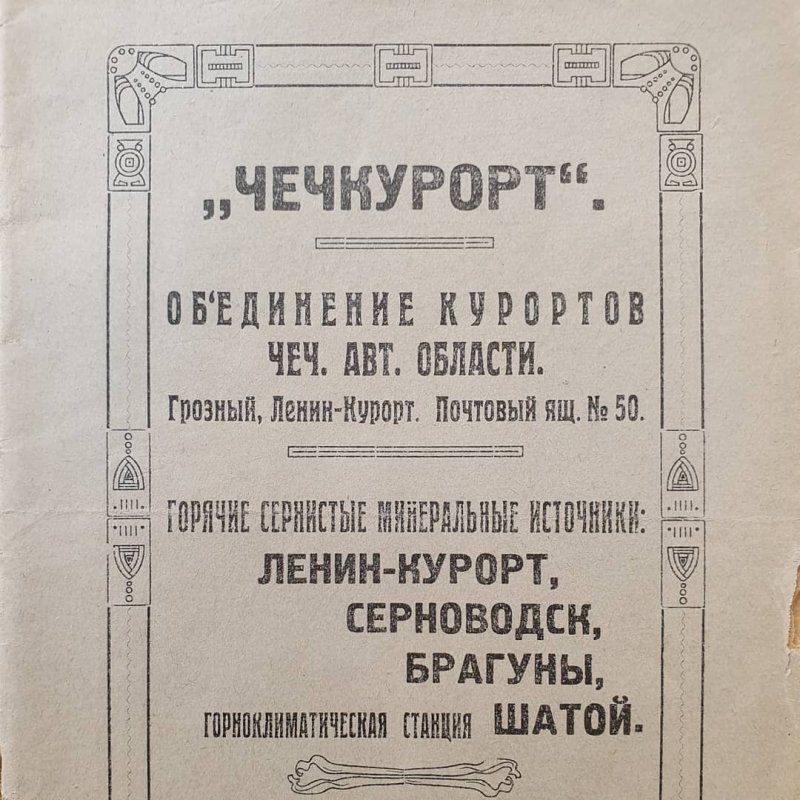 „ЧЕЧКУРОРТ“.
ОБ'ЕДИНЕНИЕ КУРОРТОВ
ЧЕЧ. АВТ. ОБЛАСТИ.
Грозный, Ленин-Курорт. Почтовый ящ. № 50.
ГОРЯЧИЕ СЕРНИСТЫЕ МИНЕРАЛЬНЫЕ ИСТОЧНИКИ:
ЛЕНИН-КУРОРТ,
СЕРНОВОДСК,
БРАГУНЫ,
ГОРНОКЛИМАТИЧЕСКАЯ СТАНЦИЯ ШАТОЙ.